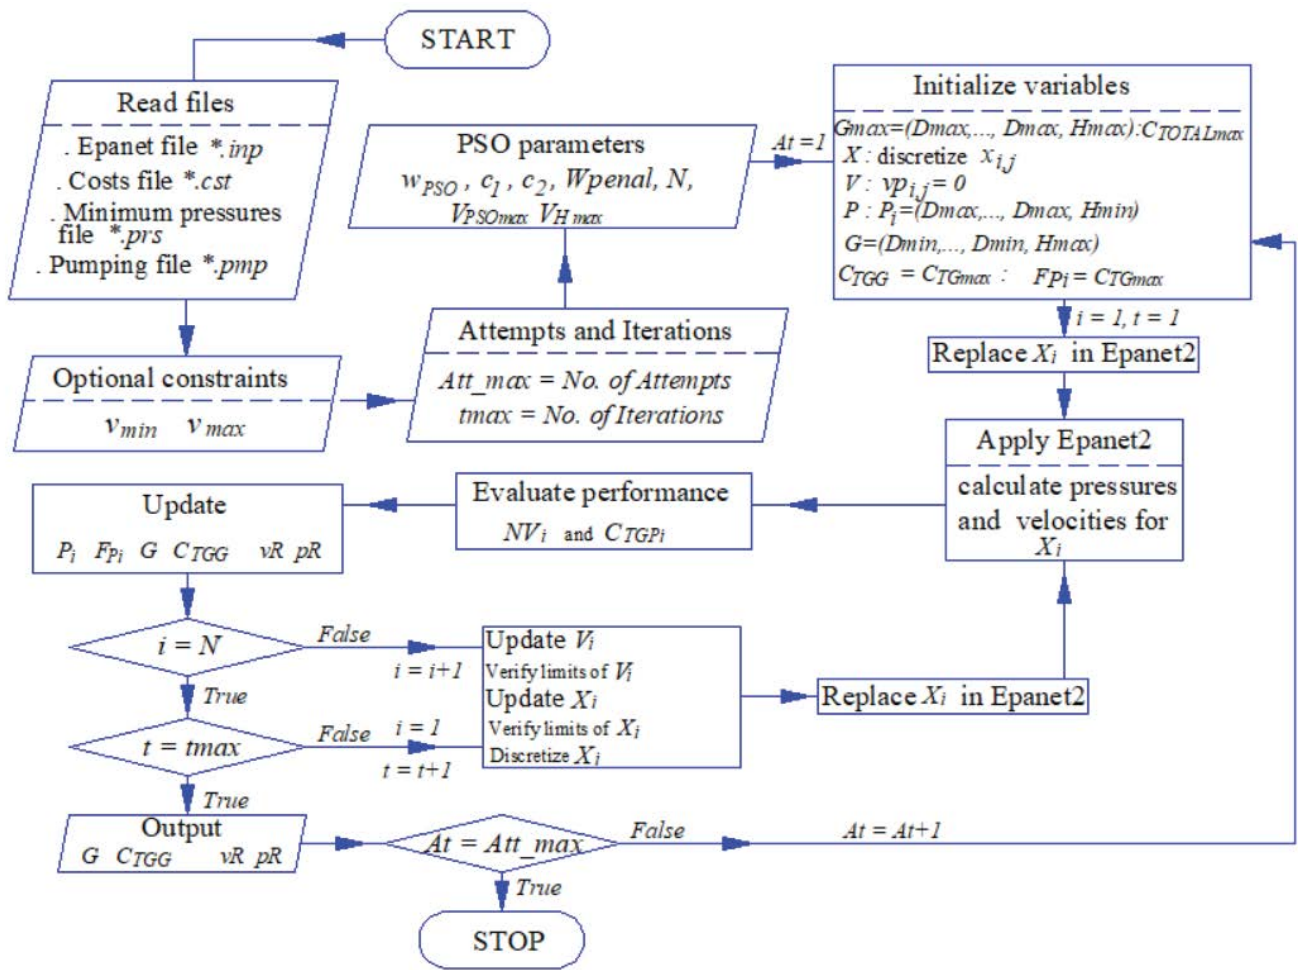 START
Read files
. Epanet file *.inp
. Costs file *.cst
. Minimum pressures
file *.prs
. Pumping file *.pmp
Optional constraints
vmin vmax
Attempts and Iterations
Att_max = No. of Attempts
tmax = No. of Iterations
PSO parameters
wPSO , c1 , c2 , Wpenal, N,
VPSOmax VHmax
At =1
Initialize variables
Gmax=(Dmax,..., Dmax, Hmax):CTOTALmax
X : discretize xi,j
V : vpi,j= 0
P : Pi=(Dmax,..., Dmax, Hmin)
G=(Dmin,..., Dmin, Hmax)
CTGG = CTGmax : FPi = CTGmax
i = 1, t = 1
Replace Xi in Epanet2
Apply Epanet2
calculate pressures
and velocities for
Xi
Evaluate performance
NVi and CTGPi
Update
Pi FPi G CTGG vR pR
i = N
False
i = i+1
True
t = tmax
False
i = 1
t = t+1
True
Update Vi
Verify limits of Vi
Update Xi
Verify limits of Xi
Discretize Xi
Replace Xi in Epanet2
Output
G CTGG vR pR
At = Att_max
False
At = At+1
True
STOP